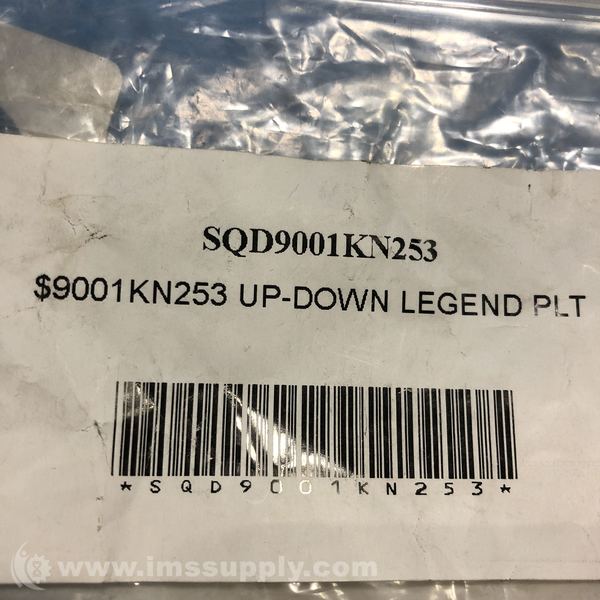 SQD9001KN253
$9001KN253 UP-DOWN LEGEND PLT
*SQD9001KN253*
www.imssupply.com